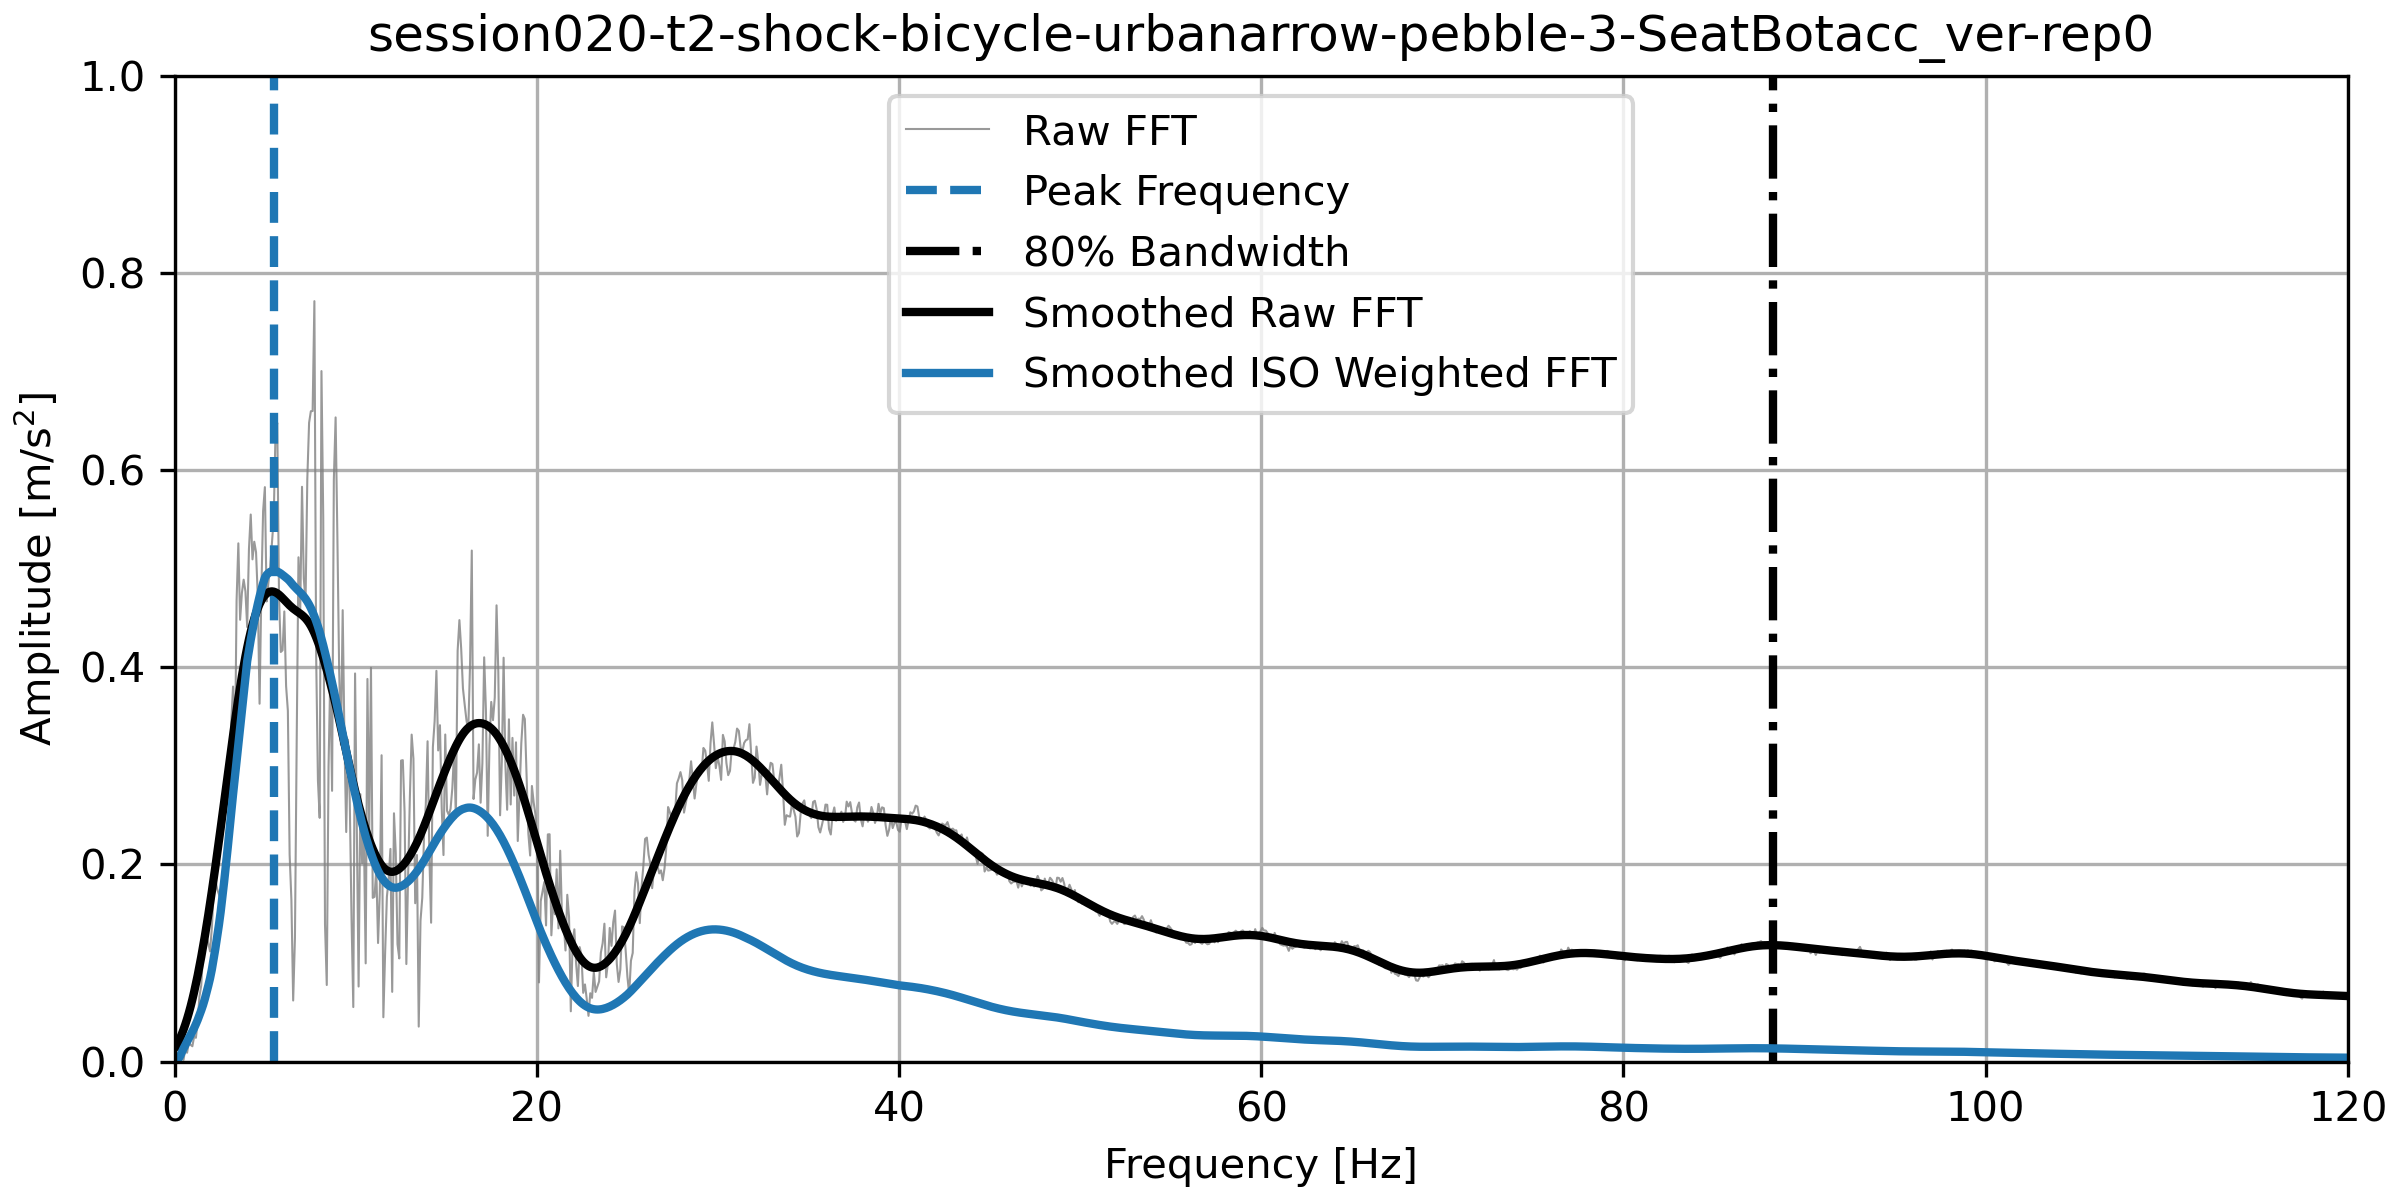 session020-t2-shock-bicycle-urbanarrow-pebble-3-SeatBotacc_ver-rep0
1.0
0.8
0.6
0.4
0.2
0.0
Amplitude [m/s²]
Raw FFT
Peak Frequency
80% Bandwidth
Smoothed Raw FFT
Smoothed ISO Weighted FFT
0 20 40 60 80 100 120
Frequency [Hz]